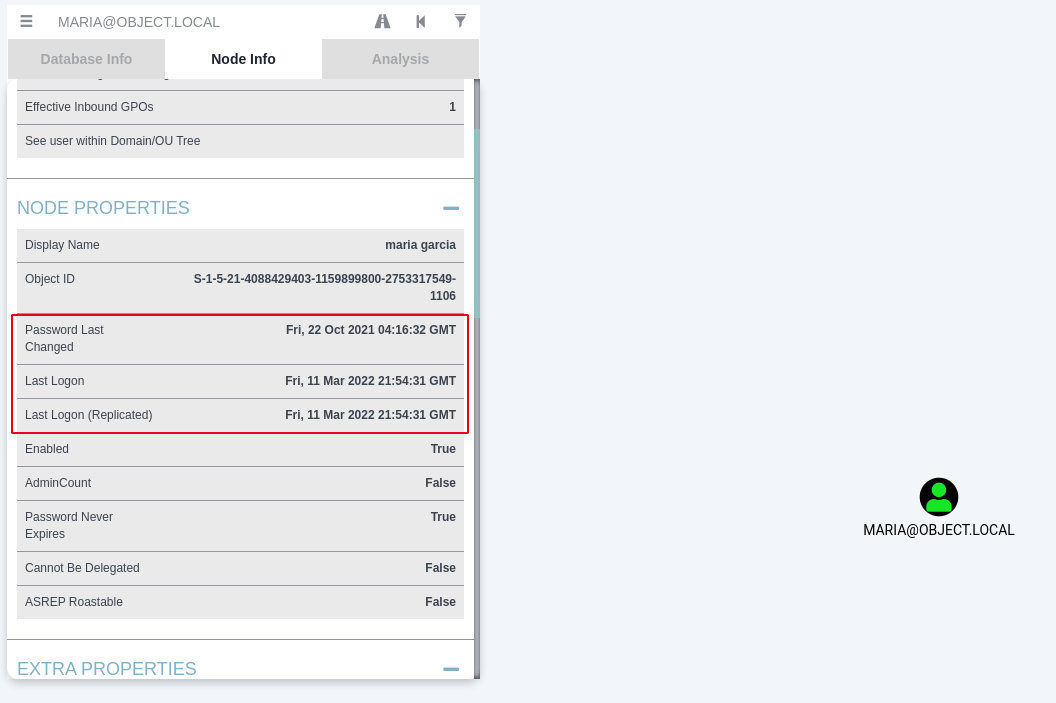 MARIA@OBJECT.LOCAL
Database Info
Node Info
Analysis
Effective Inbound GPOs 1
See user within Domain/OU Tree
NODE PROPERTIES
Display Name maria garcia
Object ID S-1-5-21-4088429403-1159899800-2753317549-
1106
Password Last Fri, 22 Oct 2021 04:16:32 GMT
Changed
Last Logon Fri, 11 Mar 2022 21:54:31 GMT
Last Logon (Replicated) Fri, 11 Mar 2022 21:54:31 GMT
Enabled True
AdminCount False
Password Never True
Expires
Cannot Be Delegated False
ASREP Roastable False
EXTRA PROPERTIES
MARIA@OBJECT.LOCAL